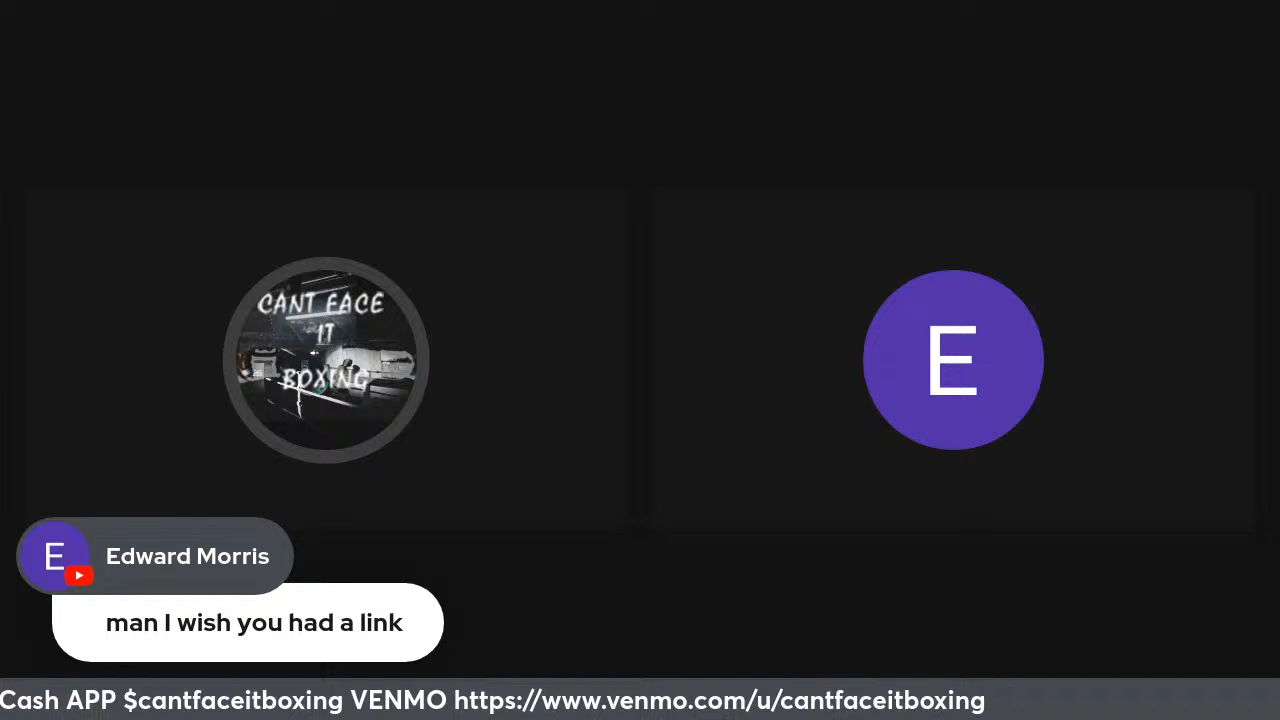 CANT FACE
IT
BOXING
E
E
Edward Morris
man I wish you had a link
Cash APP $cantfaceitboxing VENMO https://www.venmo.com/u/cantfaceitboxing